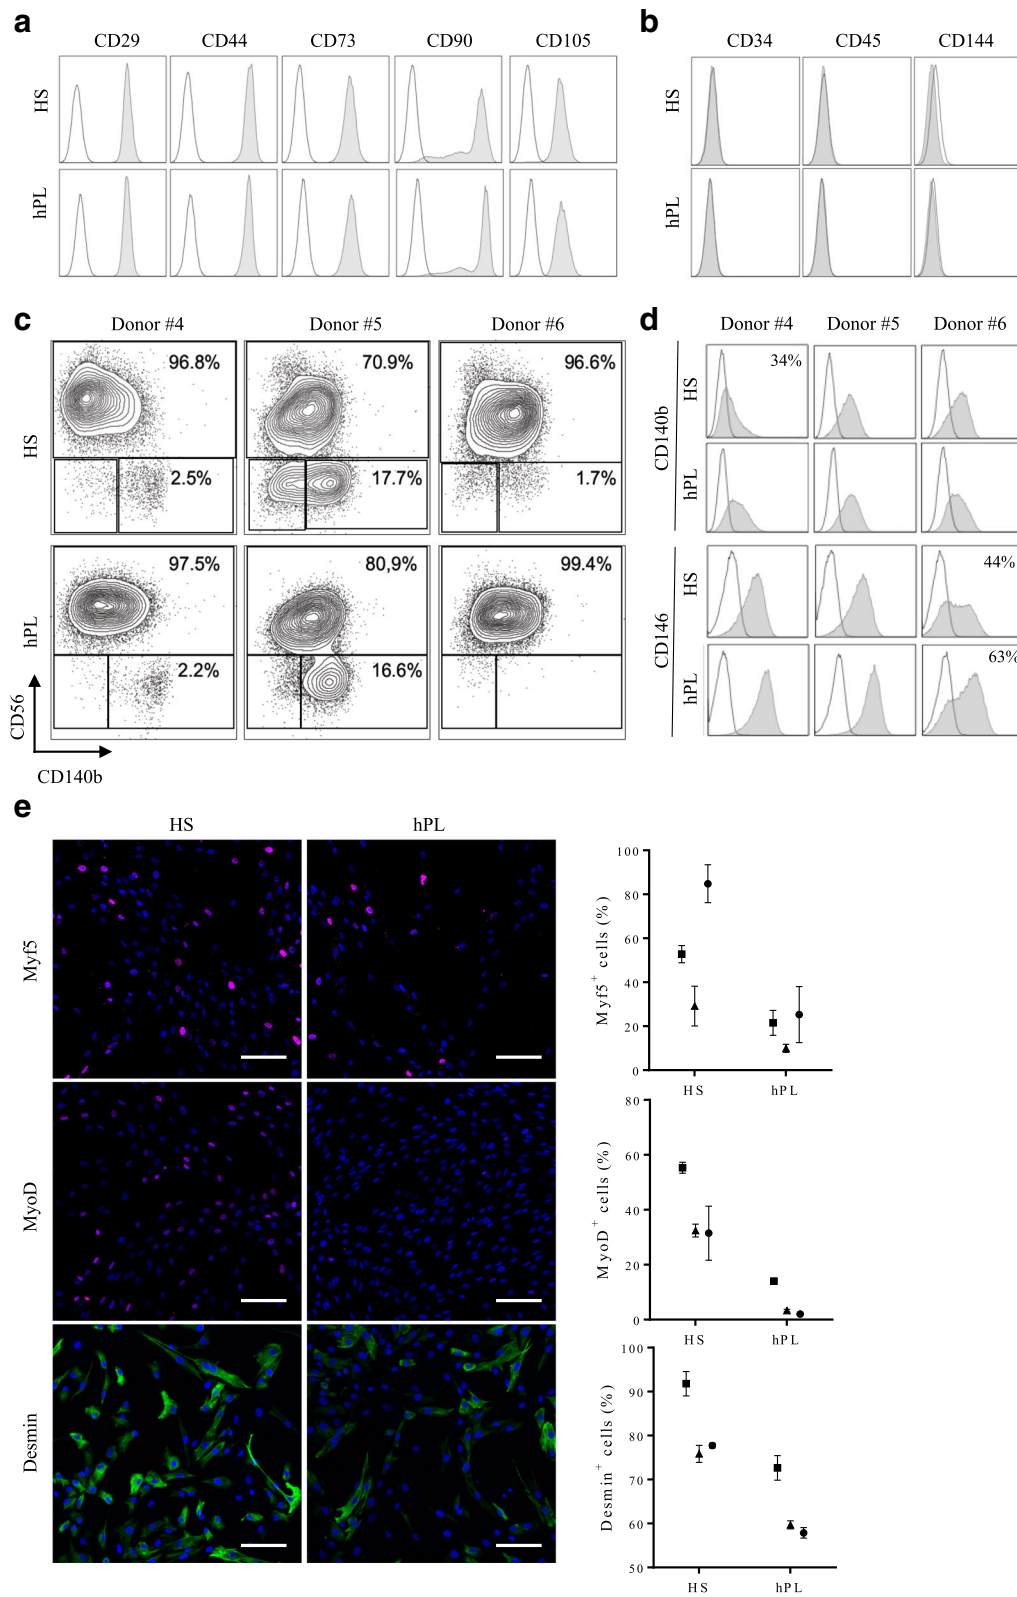 a
CD29 CD44 CD73 CD90 CD105
HS
hPL
b
CD34 CD45 CD144
HS
hPL
c
Donor #4 Donor #5 Donor #6
HS
96.8% 70.9% 96.6%
2.5% 17.7% 1.7%
hPL
97.5% 80,9% 99.4%
2.2% 16.6%
CD56
CD140b
d
Donor #4 Donor #5 Donor #6
CD140b
HS
34%
hPL
CD146
HS
44%
hPL
63%
e
HS hPL
Myf5
MyoD
Desmin
Myf5+ cells (%)
100
80
60
40
20
0
HS hPL
MyoD+ cells (%)
80
60
40
20
0
HS hPL
Desmin+ cells (%)
100
90
80
70
60
50
HS hPL